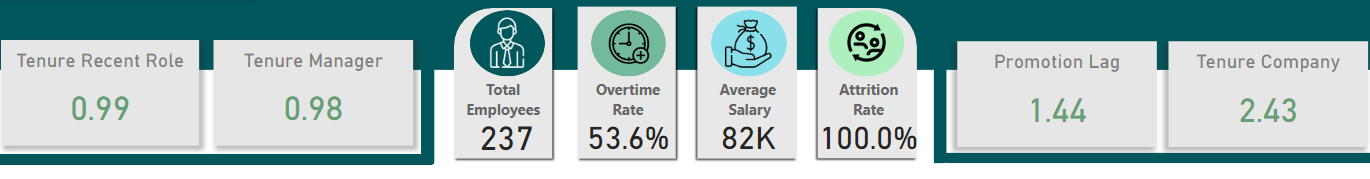 Tenure Recent Role
0.99
Tenure Manager
0.98
$
Total
Employees
237
Overtime
Rate
53.6%
Average
Salary
82K
Attrition
Rate
100.0%
Promotion Lag
1.44
Tenure Company
2.43